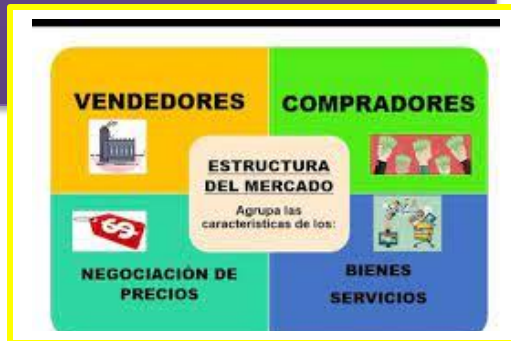 VENDEDORES
COMPRADORES
ESTRUCTURA
DEL MERCADO
Agrupa las
características de los:
NEGOCIACIÓN DE
PRECIOS
BIENES
SERVICIOS